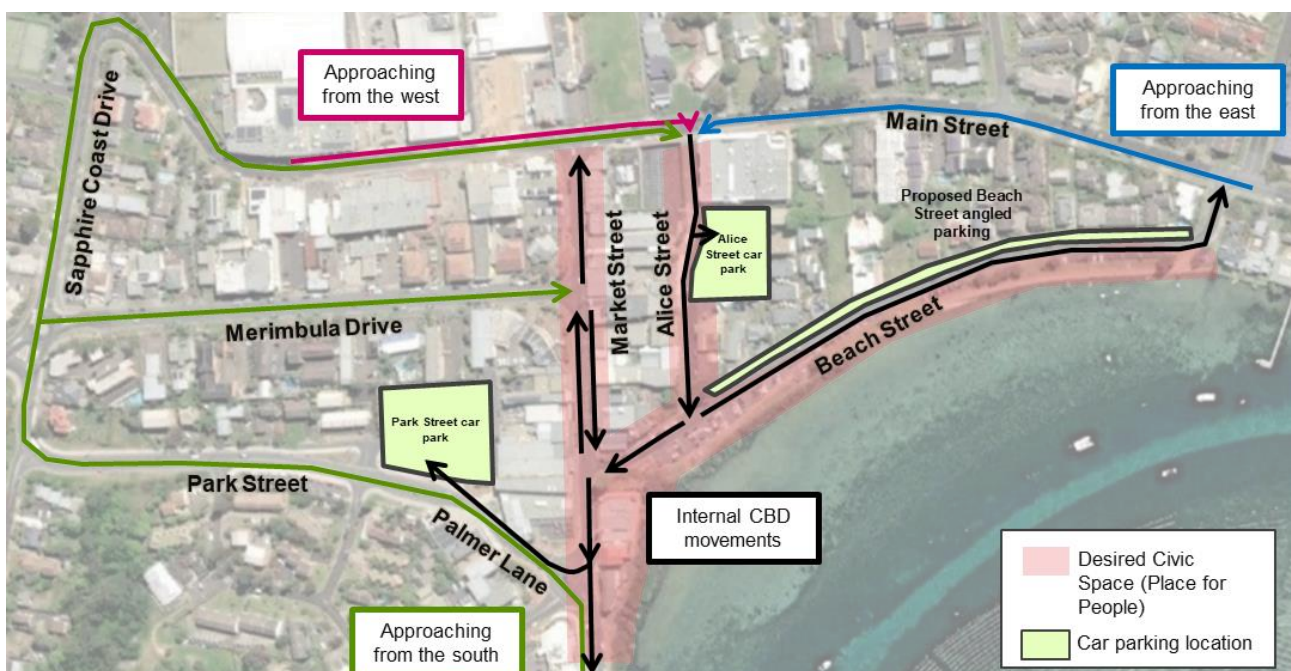 Approaching
from the west
Approaching
from the east
Main Street
Sapphire Coast Drive
Proposed Beach
Street angled
parking
Market Street
Alice Street
Alice
Street car
park
Merimbula Drive
Beach Street
Park Street car
park
Park Street
Palmer Lane
Internal CBD
movements
Approaching
from the south
Desired Civic
Space (Place for
People)
Car parking location